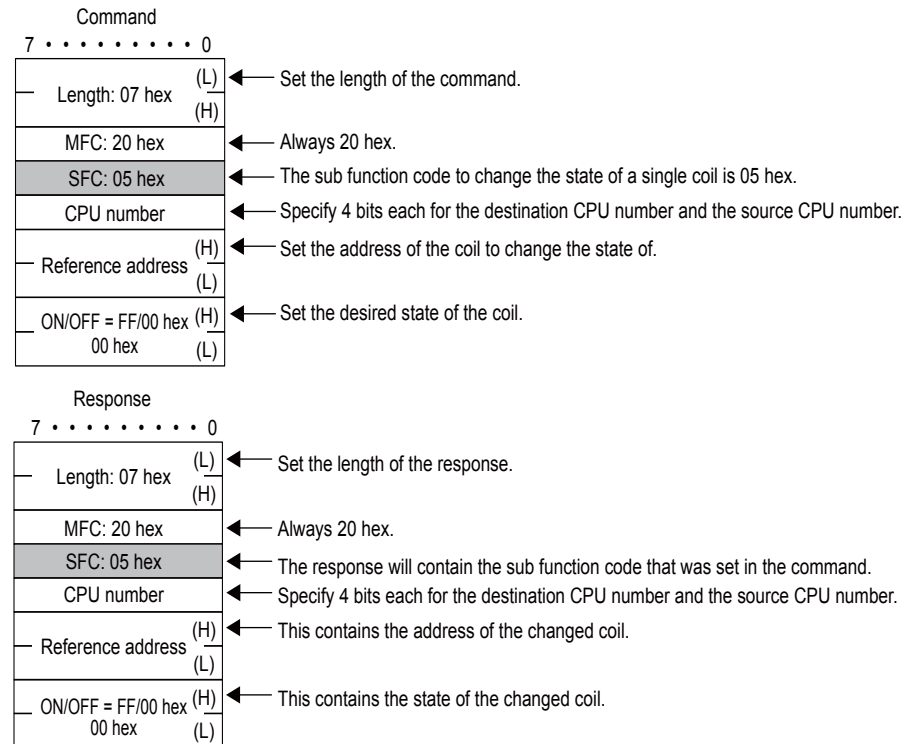 Command
7 • • • • • • • • • 0
Length: 07 hex (L) Set the length of the command.
(H)
MFC: 20 hex Always 20 hex.
SFC: 05 hex The sub function code to change the state of a single coil is 05 hex.
CPU number Specify 4 bits each for the destination CPU number and the source CPU number.
Reference address (H) Set the address of the coil to change the state of.
(L)
ON/OFF = FF/00 hex (H) Set the desired state of the coil.
00 hex (L)
Response
7 • • • • • • • • • 0
Length: 07 hex (L) Set the length of the response.
(H)
MFC: 20 hex Always 20 hex.
SFC: 05 hex The response will contain the sub function code that was set in the command.
CPU number Specify 4 bits each for the destination CPU number and the source CPU number.
Reference address (H) This contains the address of the changed coil.
(L)
ON/OFF = FF/00 hex (H) This contains the state of the changed coil.
00 hex (L)